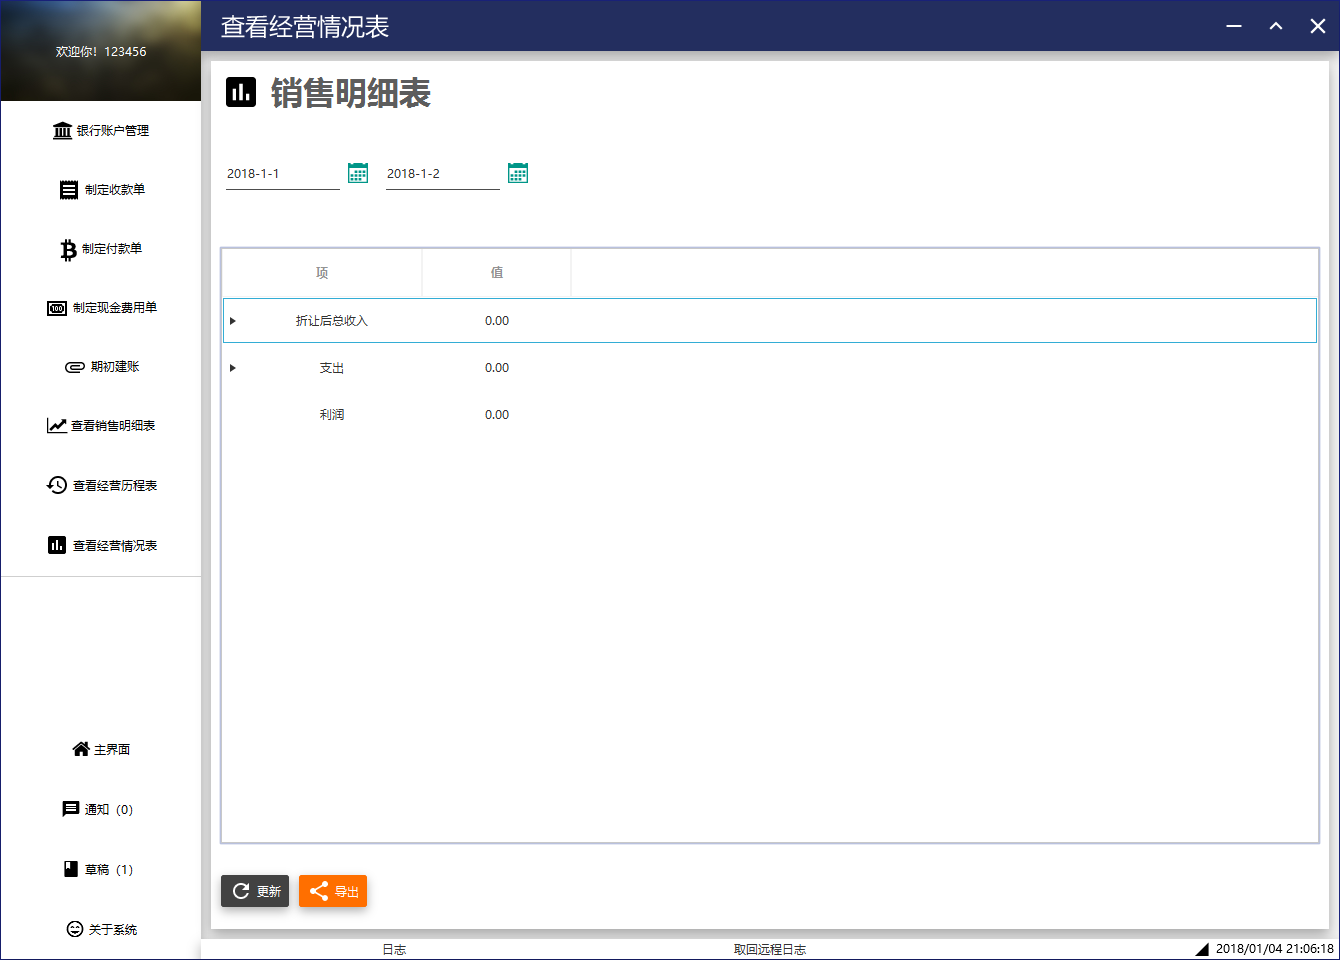 查看经营情况表
欢迎你！123456
银行账户管理
制定收款单
制定付款单
100
制定现金费用单
期初建账
查看销售明细表
查看经营历程表
查看经营情况表
主界面
通知（0）
草稿（1）
关于系统
销售明细表
2018-1-1
2018-1-2
项 值
折让后总收入 0.00
支出 0.00
利润 0.00
更新
导出
日志 取回远程日志 2018/01/04 21:06:18